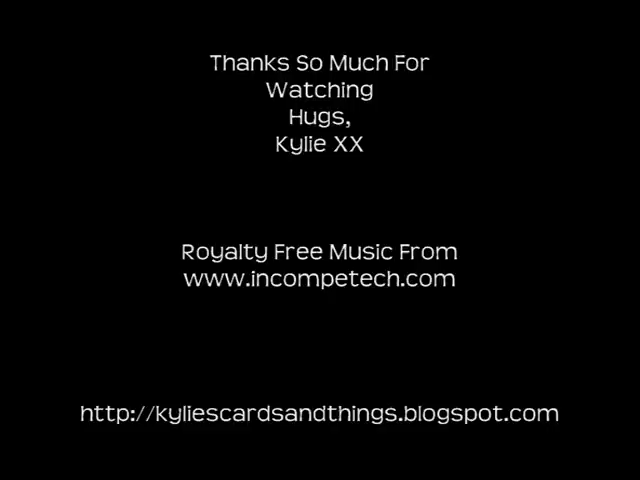 Thanks So Much For
Watching
Hugs,
Kylie XX
Royalty Free Music From
www.incompetech.com
http://kyliescardsandthings.blogspot.com